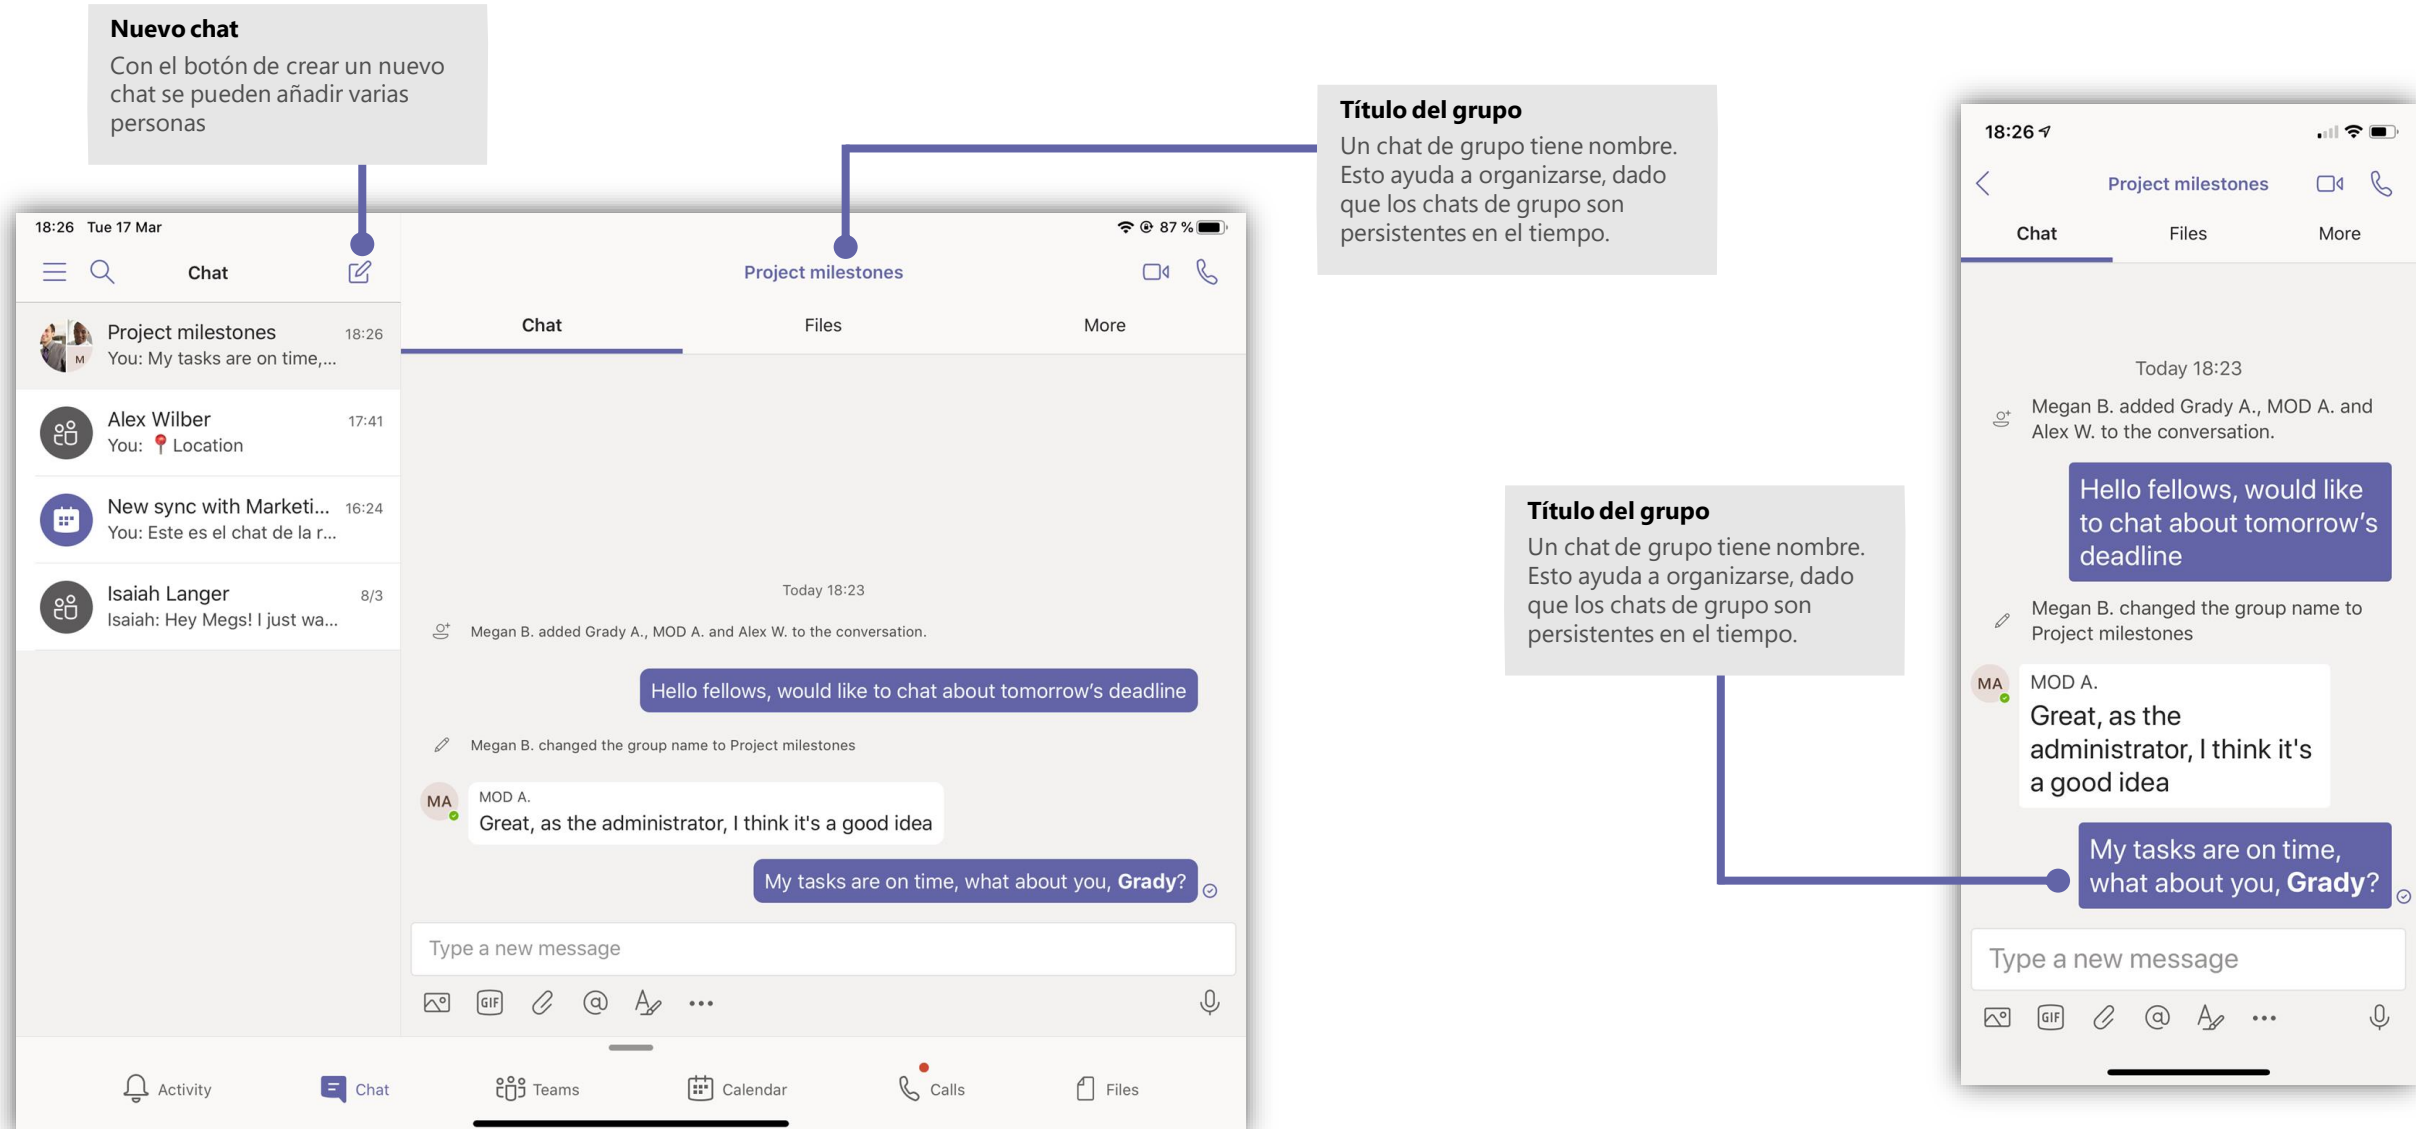 Nuevo chat
Con el botón de crear un nuevo
chat se pueden añadir varias
personas
Título del grupo
Un chat de grupo tiene nombre.
Esto ayuda a organizarse, dado
que los chats de grupo son
persistentes en el tiempo.
18:26 Tue 17 Mar
87 %
Chat
Project milestones
Project milestones 18:26
M
You: My tasks are on time,...
Alex Wilber 17:41
You: 📍 Location
New sync with Marketi... 16:24
You: Este es el chat de la r...
Isaiah Langer 8/3
Isaiah: Hey Megs! I just wa...
Chat Files More
Today 18:23
Megan B. added Grady A., MOD A. and Alex W. to the conversation.
Hello fellows, would like to chat about tomorrow’s deadline
Megan B. changed the group name to Project milestones
MA
MOD A.
Great, as the administrator, I think it's a good idea
My tasks are on time, what about you, Grady?
Type a new message
GIF
Activity Chat Teams Calendar Calls Files
Título del grupo
Un chat de grupo tiene nombre.
Esto ayuda a organizarse, dado
que los chats de grupo son
persistentes en el tiempo.
18:26
Project milestones
Chat Files More
Today 18:23
Megan B. added Grady A., MOD A. and
Alex W. to the conversation.
Hello fellows, would like
to chat about tomorrow’s
deadline
Megan B. changed the group name to
Project milestones
MA
MOD A.
Great, as the
administrator, I think it's
a good idea
My tasks are on time,
what about you, Grady?
Type a new message
GIF